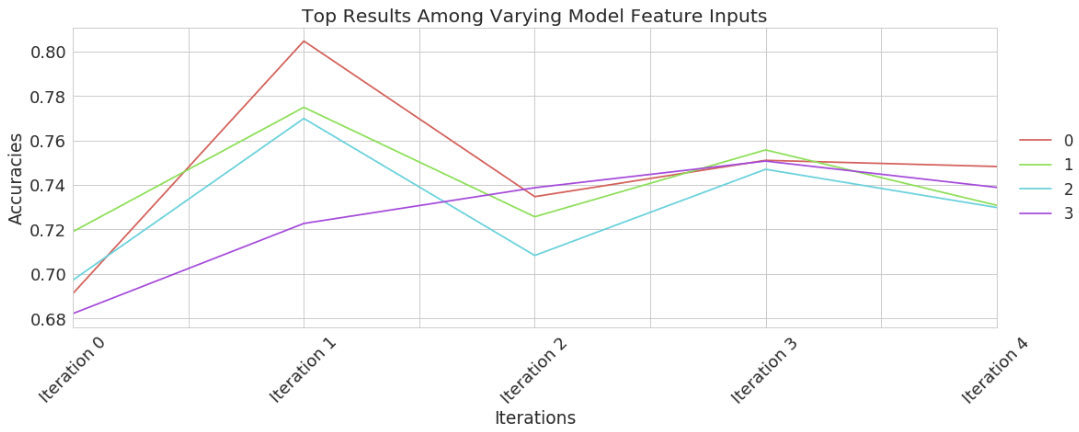 Top Results Among Varying Model Feature Inputs
Accuracies
0.80
0.78
0.76
0.74
0.72
0.70
0.68
Iteration 0
Iteration 1
Iteration 2
Iteration 3
Iteration 4
Iterations
0
1
2
3